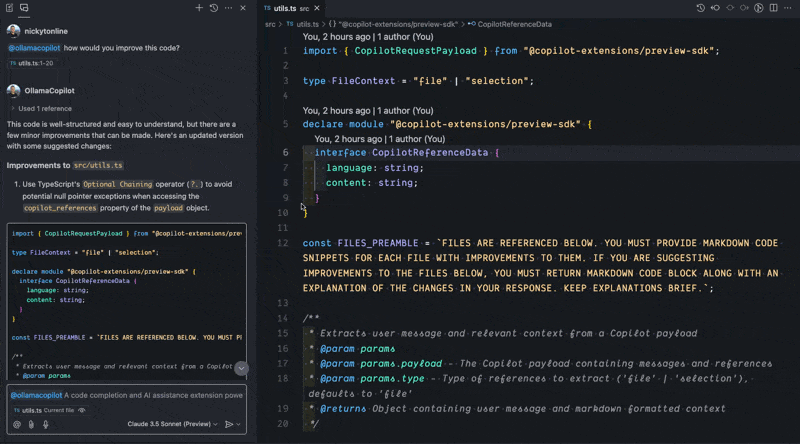 nickytonline
@ollamacopilot how would you improve this code?
utils.ts:1-20
OllamaCopilot
> Used 1 reference
This code is well-structured and easy to understand, but there are
a few minor improvements that can be made. Here's an updated version
with some suggested changes:
Improvements to src/utils.ts
1. Use TypeScript's Optional Chaining operator (?.) to avoid
potential null pointer exceptions when accessing the
copilot_references property of the payload object.
import { CopilotRequestPayload } from "@copilot-extensions/prev
type FileContext = "file" | "selection";
declare module "@copilot-extensions/preview-sdk" {
interface CopilotReferenceData {
language: string;
content: string;
}
}
const FILES_PREAMBLE = `FILES ARE REFERENCED BELOW. YOU MUST P
/**
* Extracts user message and relevant context from a Copilot
* @param params
@ollamacopilot A code completion and AI assistance extension powe
utils.ts Current file
Claude 3.5 Sonnet (Preview)
utils.ts src
src > utils.ts > {} "@copilot-extensions/preview-sdk" > CopilotReferenceData
You, 2 hours ago | 1 author (You)
1 import { CopilotRequestPayload } from "@copilot-extensions/preview-sdk";
2
3 type FileContext = "file" | "selection";
4
You, 2 hours ago | 1 author (You)
5 declare module "@copilot-extensions/preview-sdk" {
You, 2 hours ago | 1 author (You)
6 interface CopilotReferenceData {
7 language: string;
8 content: string;
9 }
10 }
11
12 const FILES_PREAMBLE = `FILES ARE REFERENCED BELOW. YOU MUST PROVIDE MARKDOWN CODE
SNIPPETS FOR EACH FILE WITH IMPROVEMENTS TO THEM. IF YOU ARE SUGGESTING
IMPROVEMENTS TO THE FILES BELOW, YOU MUST RETURN MARKDOWN CODE BLOCK ALONG WITH AN
EXPLANATION OF THE CHANGES IN YOUR RESPONSE. KEEP EXPLANATIONS BRIEF.`;
13
14 /**
15 * Extracts user message and relevant context from a Copilot payload
16 * @param params
17 * @param params.payload - The Copilot payload containing messages and references
18 * @param params.type - Type of references to extract ('file' | 'selection'),
defaults to 'file'
19 * @returns Object containing user message and markdown formatted context
20 */